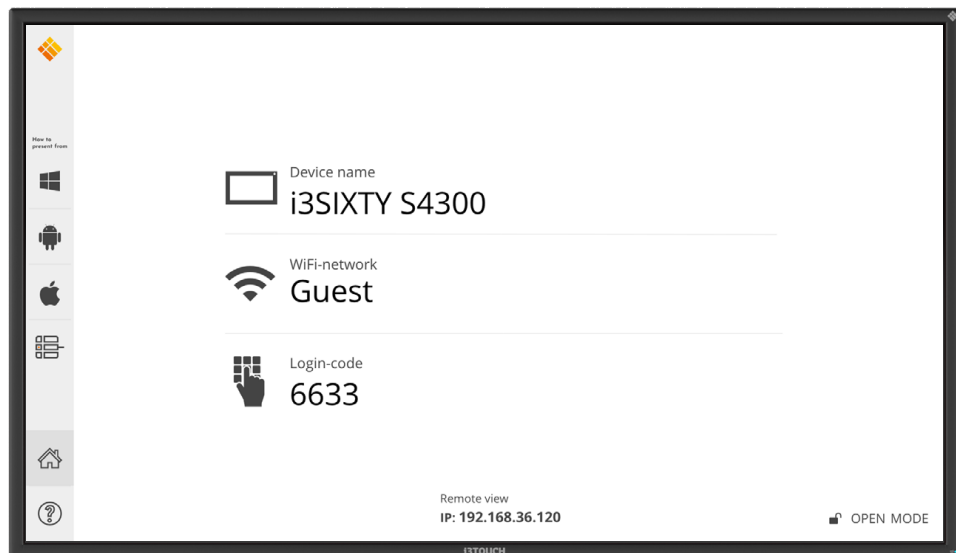 How to
present from
Device name
i3SIXTY S4300
WiFi-network
Guest
Login-code
6633
Remote view
IP: 192.168.36.120
OPEN MODE
i3TOUCH